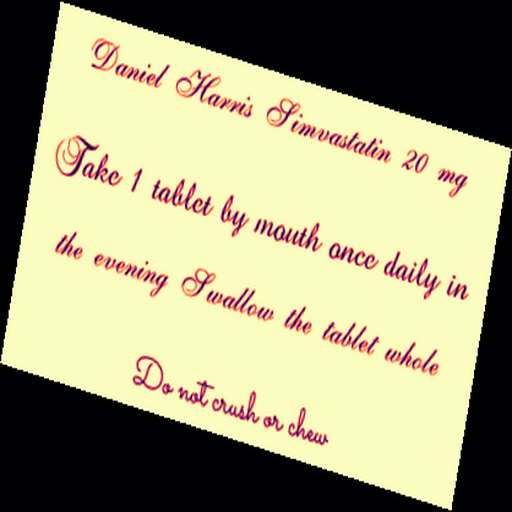 Daniel Harris Simvastatin 20 mg
Take 1 tablet by mouth once daily in
the evening Swallow the tablet whole
Do not crush or chew